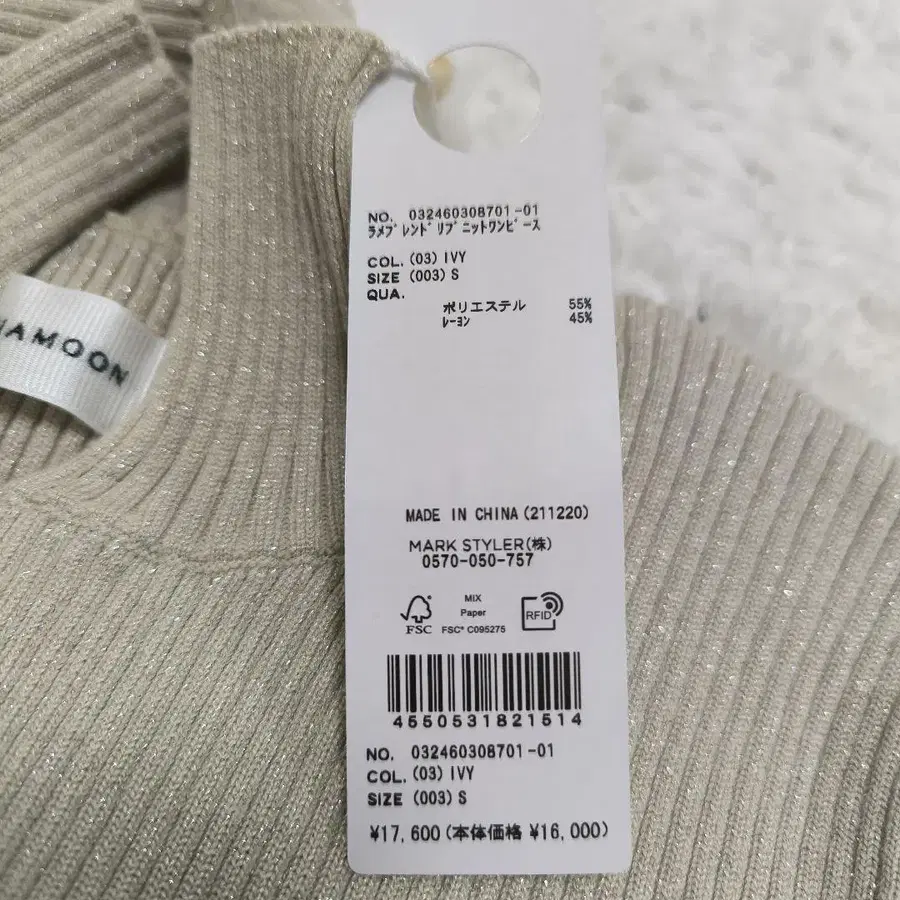 AMOON
NO. 032460308701-01
ラメブレンドリブニットワンピース
COL. (03) IVY
SIZE (003) S
QUA.
ポリエステル 55%
レーヨン 45%
MADE IN CHINA (211220)
MARK STYLER(株)
0570-050-757
FSC
MIX
Paper
FSC® C095275
RFID
4550531821514
NO. 032460308701-01
COL. (03) IVY
SIZE (003) S
¥17,600 (本体価格 ¥16,000)